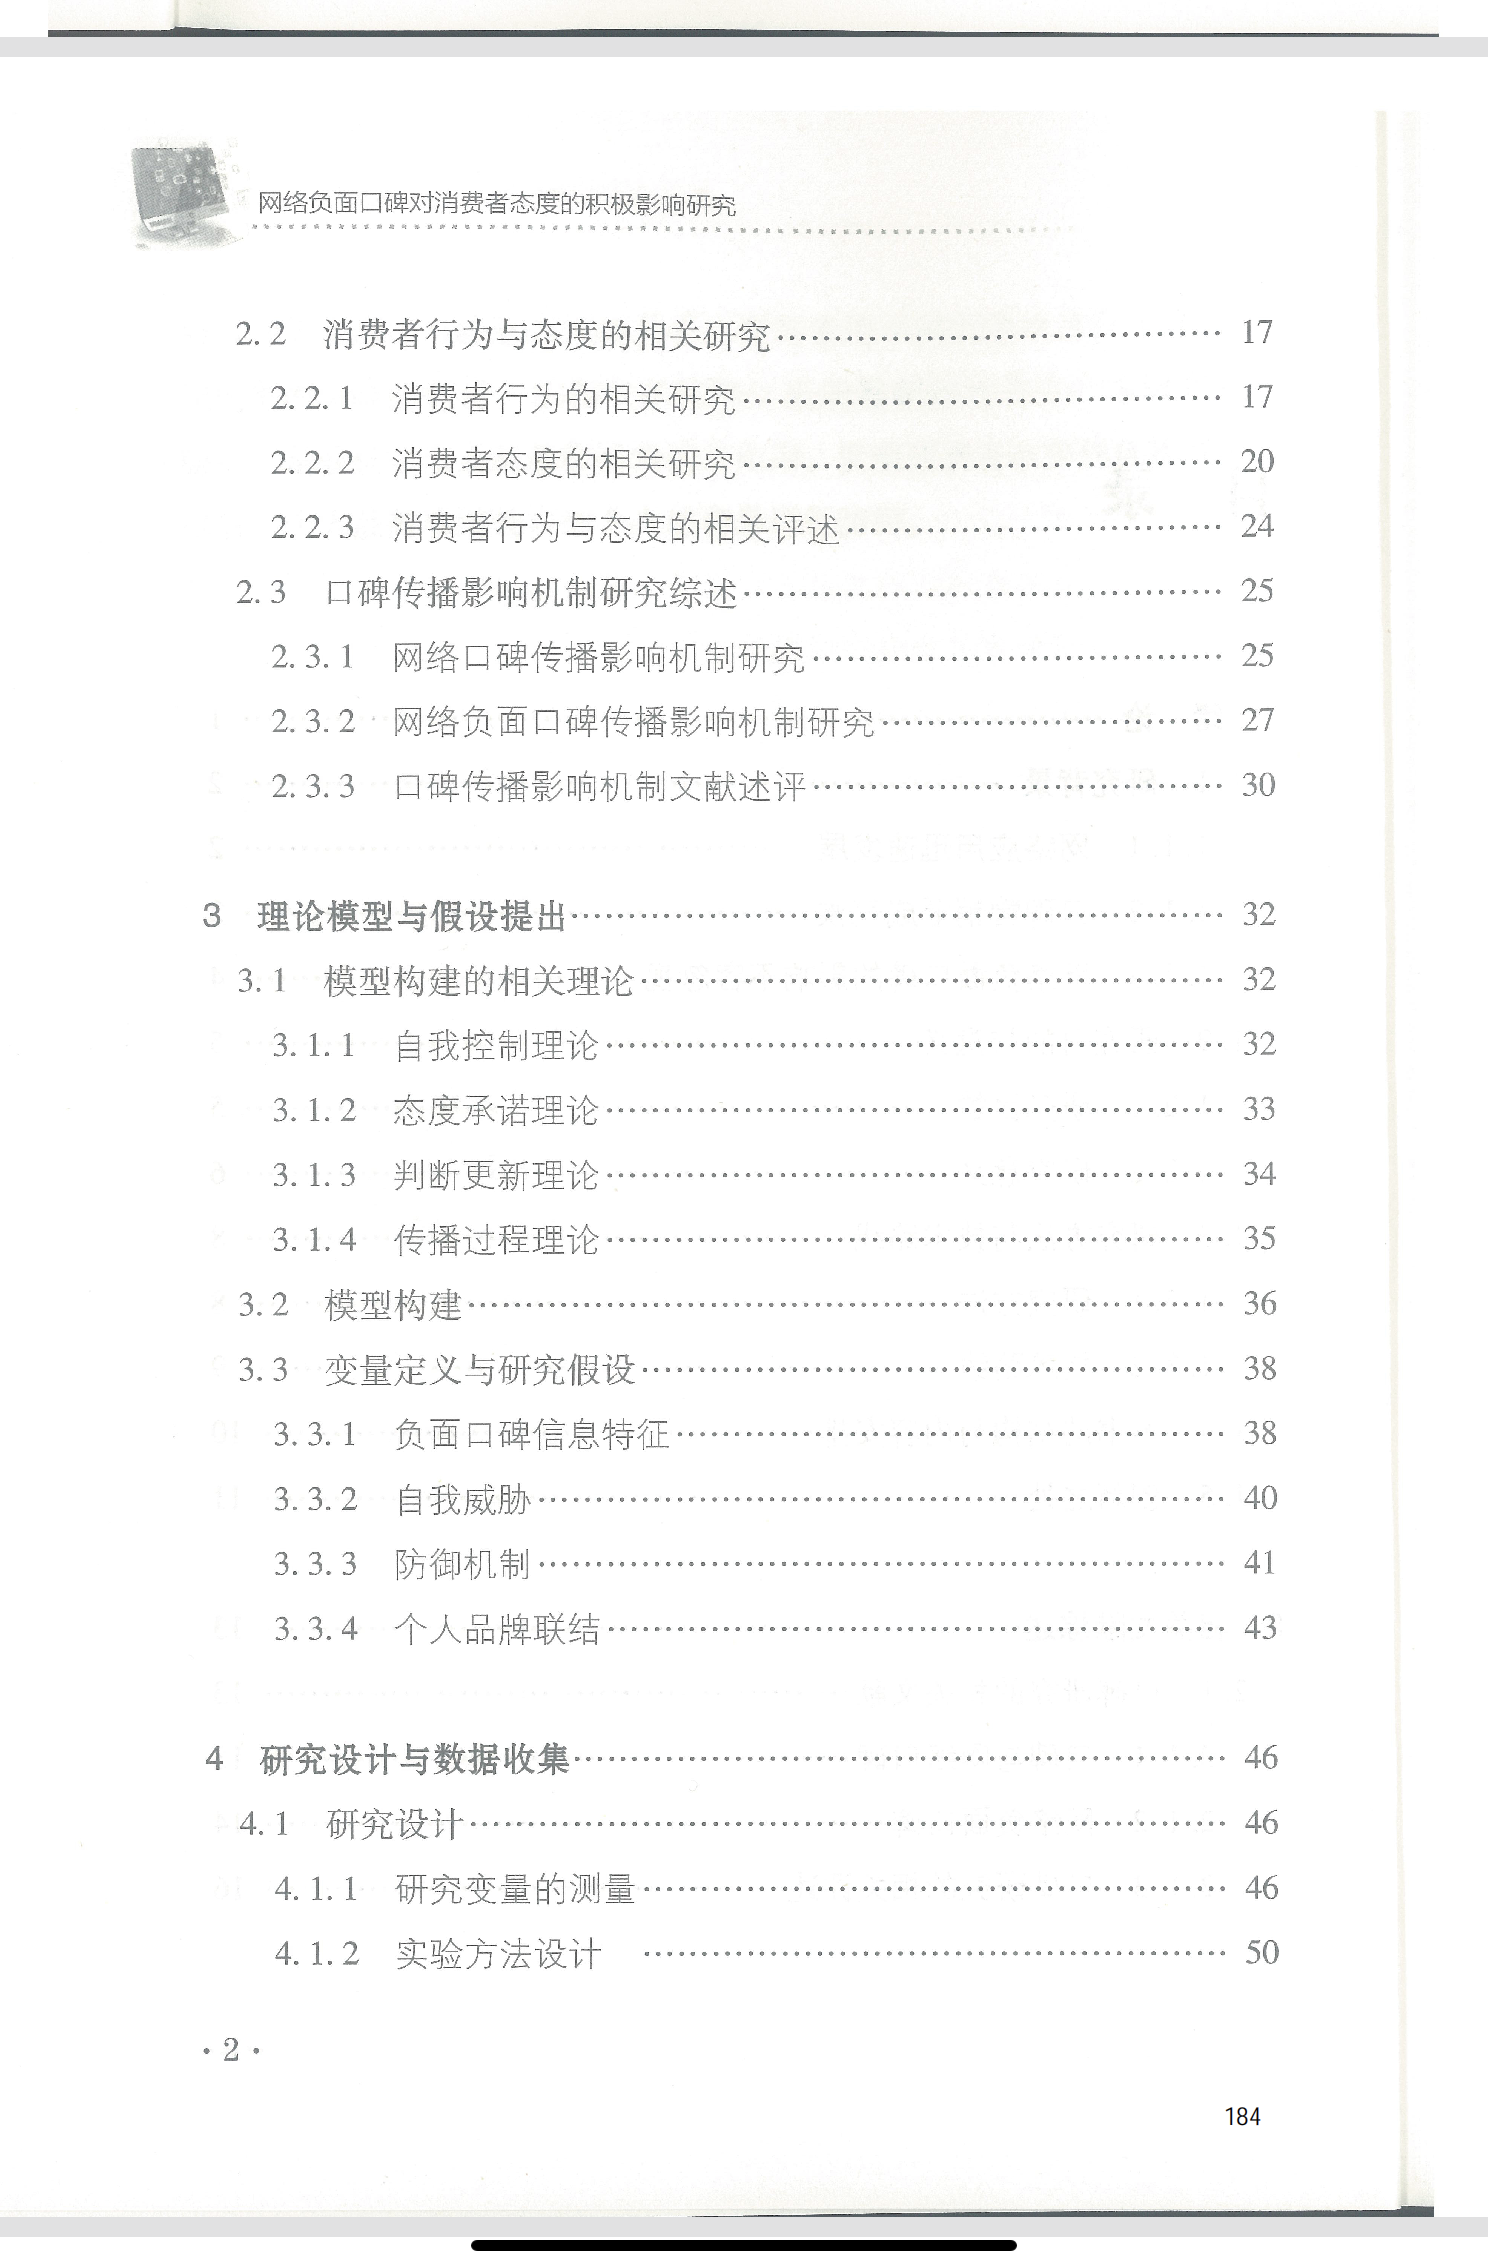 网络负面口碑对消费者态度的积极影响研究
2.2 消费者行为与态度的相关研究 17
2.2.1 消费者行为的相关研究 17
2.2.2 消费者态度的相关研究 20
2.2.3 消费者行为与态度的相关评述 24
2.3 口碑传播影响机制研究综述 25
2.3.1 网络口碑传播影响机制研究 25
2.3.2 网络负面口碑传播影响机制研究 27
2.3.3 口碑传播影响机制文献述评 30
3 理论模型与假设提出 32
3.1 模型构建的相关理论 32
3.1.1 自我控制理论 32
3.1.2 态度承诺理论 33
3.1.3 判断更新理论 34
3.1.4 传播过程理论 35
3.2 模型构建 36
3.3 变量定义与研究假设 38
3.3.1 负面口碑信息特征 38
3.3.2 自我威胁 40
3.3.3 防御机制 41
3.3.4 个人品牌联结 43
4 研究设计与数据收集 46
4.1 研究设计 46
4.1.1 研究变量的测量 46
4.1.2 实验方法设计 50
· 2 ·
184